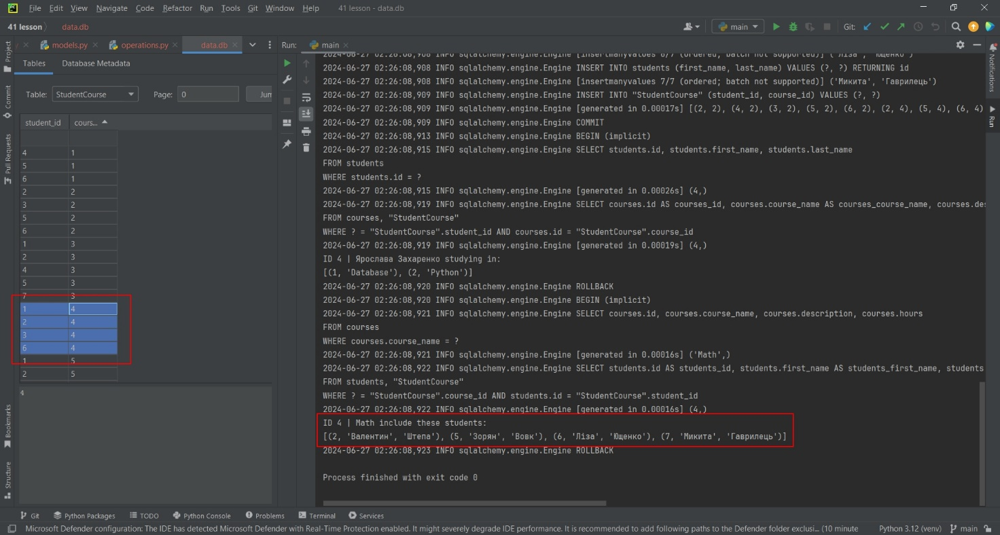 File Edit View Navigate Code Refactor Run Tools Git Window Help 41 lesson - data.db
41 lesson data.db main Git:
models.py operations.py data.db Run: main
Tables Database Metadata
Table: StudentCourse Page: 0 Jun
student_id cours...
4 1
5 1
6 1
2 2
3 2
5 2
6 2
1 3
2 3
4 3
5 3
7 3
1 4
2 4
3 4
6 4
1 5
2 5
4
2024-06-27 02:26:08,908 INFO sqlalchemy.engine.Engine [insertmanyvalues 6/7 (ordered; batch not supported)] ('Ліза', 'Ющенко')
2024-06-27 02:26:08,908 INFO sqlalchemy.engine.Engine INSERT INTO students (first_name, last_name) VALUES (?, ?) RETURNING id
2024-06-27 02:26:08,908 INFO sqlalchemy.engine.Engine [insertmanyvalues 7/7 (ordered; batch not supported)] ('Микита', 'Гаврилець')
2024-06-27 02:26:08,909 INFO sqlalchemy.engine.Engine INSERT INTO "StudentCourse" (student_id, course_id) VALUES (?, ?)
2024-06-27 02:26:08,909 INFO sqlalchemy.engine.Engine [generated in 0.00017s] [(2, 2), (4, 2), (3, 2), (5, 2), (6, 2), (2, 4), (5, 4), (6, 4)
2024-06-27 02:26:08,909 INFO sqlalchemy.engine.Engine COMMIT
2024-06-27 02:26:08,913 INFO sqlalchemy.engine.Engine BEGIN (implicit)
2024-06-27 02:26:08,915 INFO sqlalchemy.engine.Engine SELECT students.id, students.first_name, students.last_name
FROM students
WHERE students.id = ?
2024-06-27 02:26:08,915 INFO sqlalchemy.engine.Engine [generated in 0.00026s] (4,)
2024-06-27 02:26:08,919 INFO sqlalchemy.engine.Engine SELECT courses.id AS courses_id, courses.course_name AS courses_course_name, courses.des
FROM courses, "StudentCourse"
WHERE ? = "StudentCourse".student_id AND courses.id = "StudentCourse".course_id
2024-06-27 02:26:08,919 INFO sqlalchemy.engine.Engine [generated in 0.00019s] (4,)
ID 4 | Ярослава Захаренко studying in:
[(1, 'Database'), (2, 'Python')]
2024-06-27 02:26:08,920 INFO sqlalchemy.engine.Engine ROLLBACK
2024-06-27 02:26:08,920 INFO sqlalchemy.engine.Engine BEGIN (implicit)
2024-06-27 02:26:08,921 INFO sqlalchemy.engine.Engine SELECT courses.id, courses.course_name, courses.description, courses.hours
FROM courses
WHERE courses.course_name = ?
2024-06-27 02:26:08,921 INFO sqlalchemy.engine.Engine [generated in 0.00016s] ('Math',)
2024-06-27 02:26:08,922 INFO sqlalchemy.engine.Engine SELECT students.id AS students_id, students.first_name AS students_first_name, students
FROM students, "StudentCourse"
WHERE ? = "StudentCourse".course_id AND students.id = "StudentCourse".student_id
2024-06-27 02:26:08,922 INFO sqlalchemy.engine.Engine [generated in 0.00016s] (4,)
ID 4 | Math include these students:
[(2, 'Валентин', 'Штепа'), (5, 'Зорян', 'Вовк'), (6, 'Ліза', 'Ющенко'), (7, 'Микита', 'Гаврилець')]
2024-06-27 02:26:08,923 INFO sqlalchemy.engine.Engine ROLLBACK
Process finished with exit code 0
Project
Commit
Pull Requests
Bookmarks
Structure
Notifications
Run
Git Python Packages TODO Python Console Problems Terminal Services
Microsoft Defender configuration: The IDE has detected Microsoft Defender with Real-Time Protection enabled. It might severely degrade IDE performance. It is recommended to add following paths to the Defender folder exclusi... (10 minute Python 3.12 (venv) main